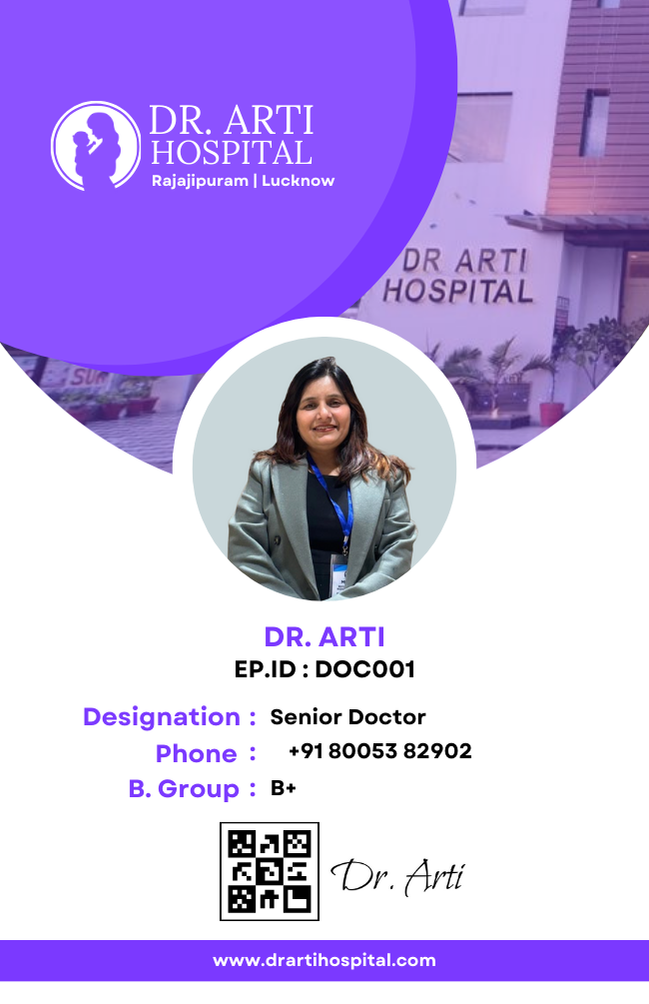 DR. ARTI
HOSPITAL
Rajajipuram | Lucknow
DR ARTI
HOSPITAL
SUR
DR. ARTI
EP.ID : DOC001
Designation : Senior Doctor
Phone : +91 80053 82902
B. Group : B+
Dr. Arti
www.drartihospital.com